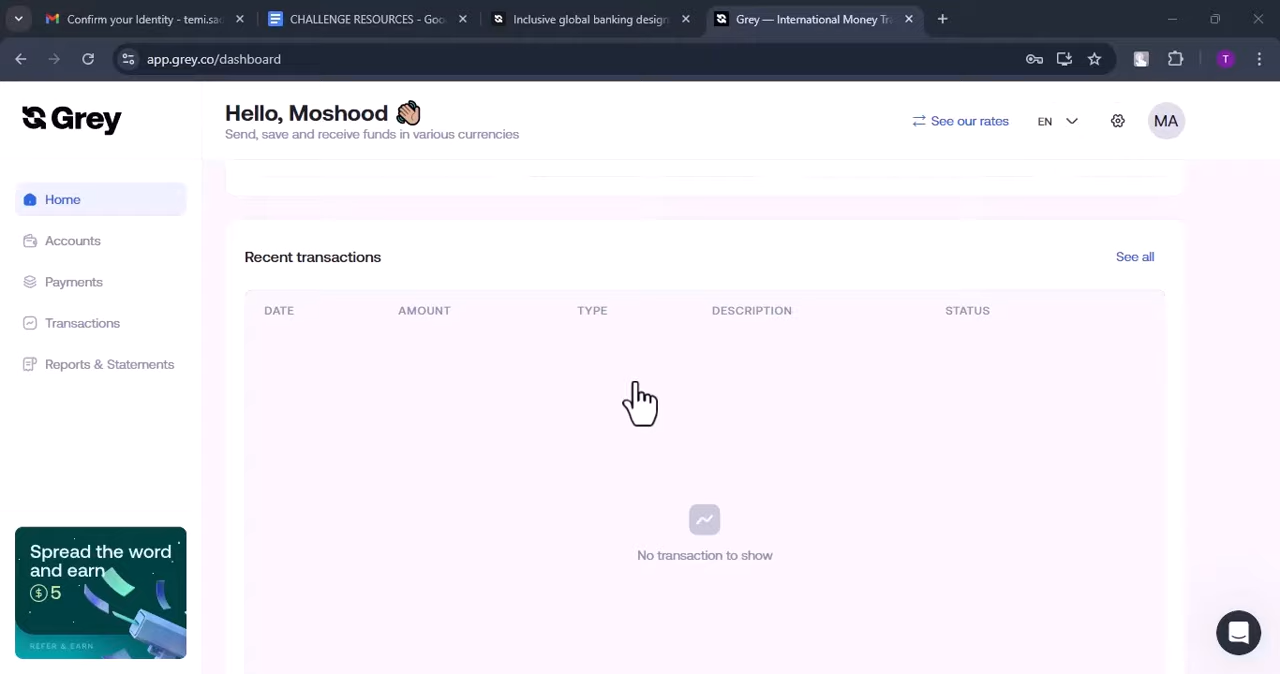 Confirm your Identity - temi.sac
CHALLENGE RESOURCES - Goo
Inclusive global banking design
Grey — International Money Tr
app.grey.co/dashboard
T
Grey
Hello, Moshood
Send, save and receive funds in various currencies
See our rates
EN
MA
Home
Accounts
Payments
Transactions
Reports & Statements
Recent transactions
See all
DATE
AMOUNT
TYPE
DESCRIPTION
STATUS
No transaction to show
Spread the word
and earn
$ 5
REFER & EARN